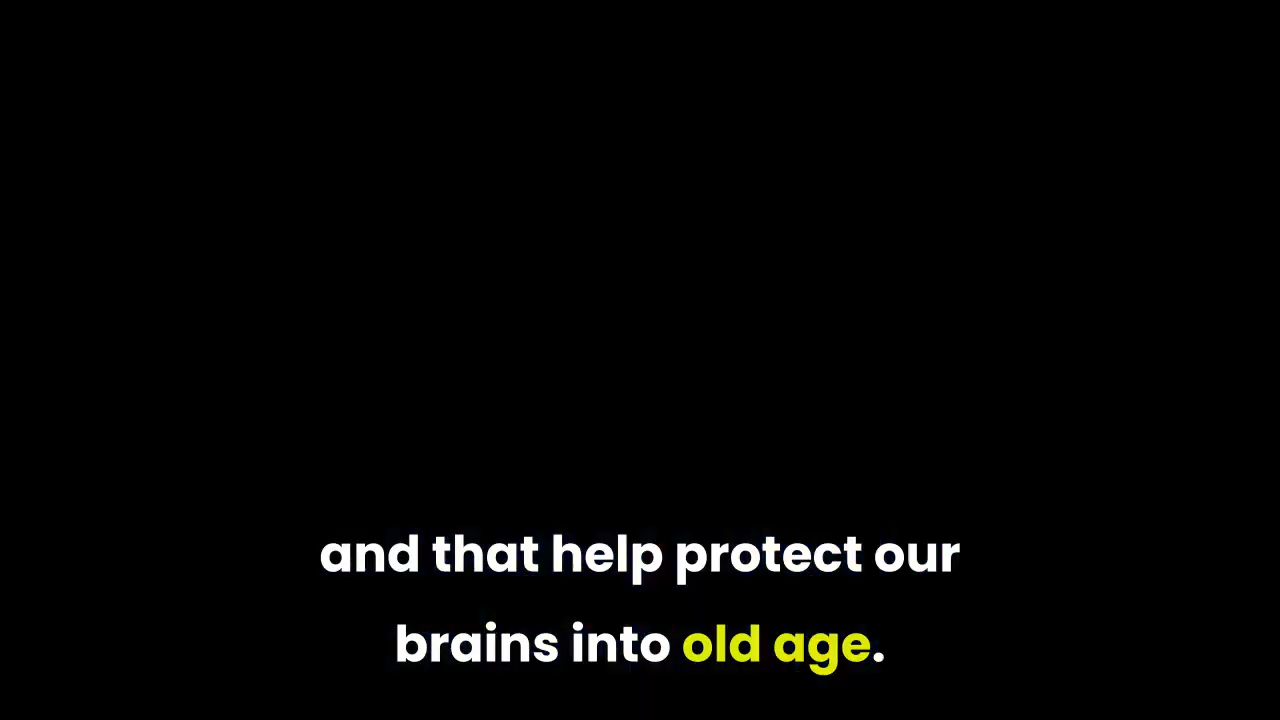 and that help protect our
brains into old age.